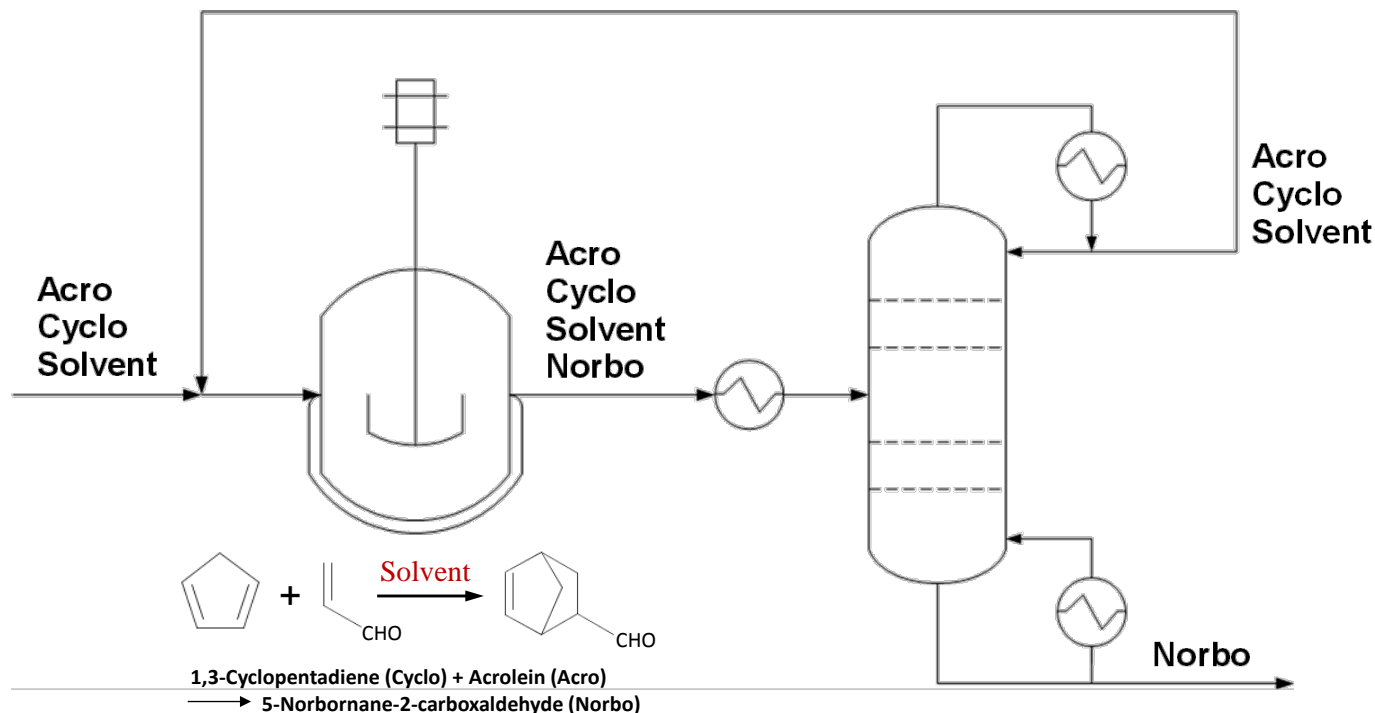 Acro
Cyclo
Solvent
Acro
Cyclo
Solvent
Norbo
Acro
Cyclo
Solvent
Norbo
Solvent
+
CHO
CHO
1,3-Cyclopentadiene (Cyclo) + Acrolein (Acro)
5-Norbornane-2-carboxaldehyde (Norbo)